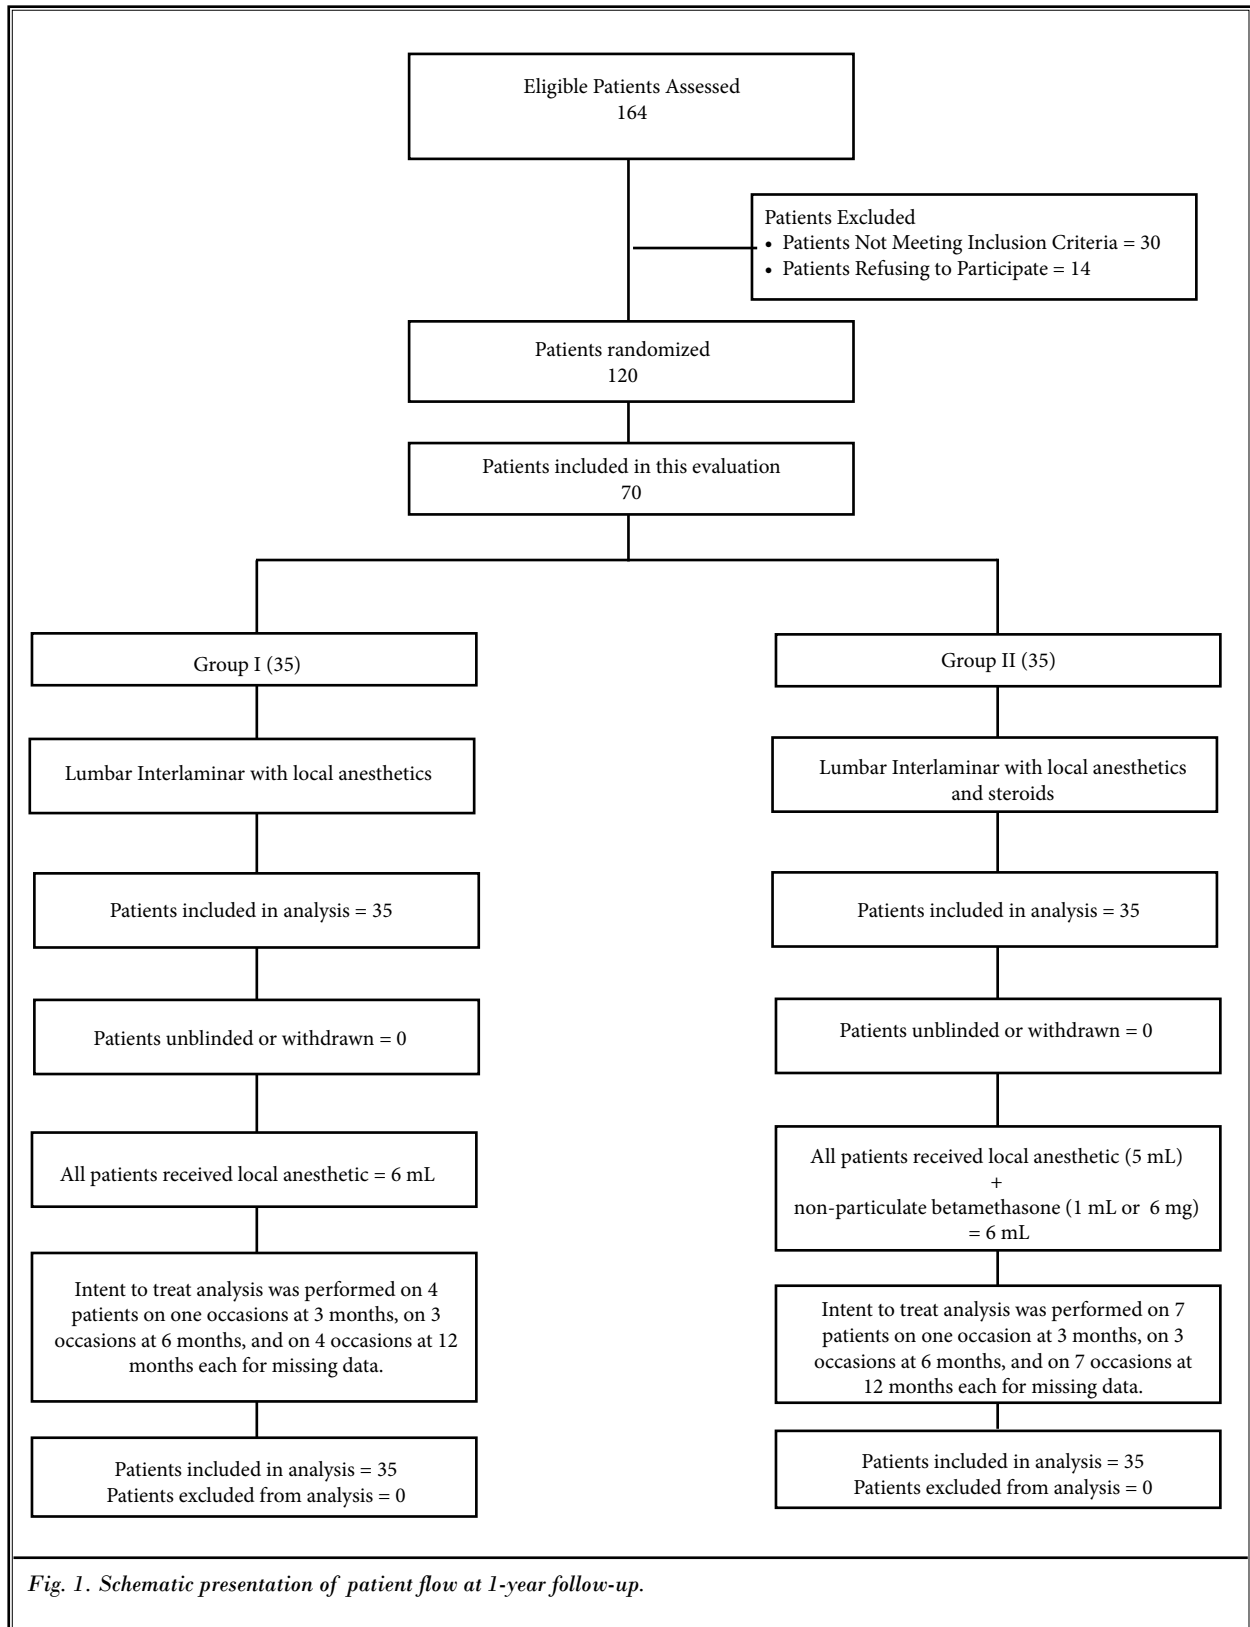 Eligible Patients Assessed
164
Patients Excluded
• Patients Not Meeting Inclusion Criteria = 30
• Patients Refusing to Participate = 14
Patients randomized
120
Patients included in this evaluation
70
Group I (35)
Lumbar Interlaminar with local anesthetics
Patients included in analysis = 35
Patients unblinded or withdrawn = 0
All patients received local anesthetic = 6 mL
Intent to treat analysis was performed on 4
patients on one occasions at 3 months, on 3
occasions at 6 months, and on 4 occasions at 12
months each for missing data.
Patients included in analysis = 35
Patients excluded from analysis = 0
Group II (35)
Lumbar Interlaminar with local anesthetics
and steroids
Patients included in analysis = 35
Patients unblinded or withdrawn = 0
All patients received local anesthetic (5 mL)
+
non-particulate betamethasone (1 mL or 6 mg)
= 6 mL
Intent to treat analysis was performed on 7
patients on one occasion at 3 months, on 3
occasions at 6 months, and on 7 occasions at
12 months each for missing data.
Patients included in analysis = 35
Patients excluded from analysis = 0
Fig. 1. Schematic presentation of patient flow at 1-year follow-up.